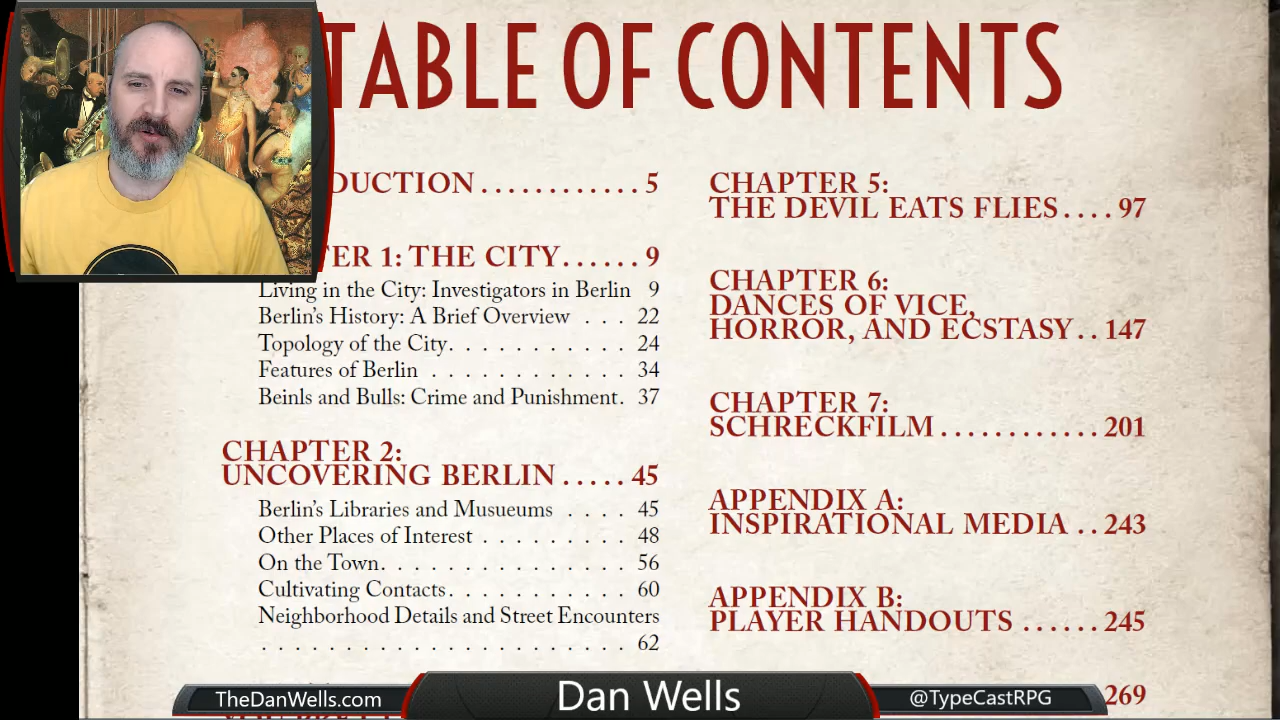 TABLE OF CONTENTS
DUCTION . . . . . . . . . . . . 5
ER 1: THE CITY. . . . . . 9
Living in the City: Investigators in Berlin 9
Berlin's History: A Brief Overview . . . 22
Topology of the City. . . . . . . . . . 24
Features of Berlin . . . . . . . . . . . . 34
Beinls and Bulls: Crime and Punishment. 37
CHAPTER 2:
UNCOVERING BERLIN . . . . . 45
Berlin's Libraries and Musueums . . . . 45
Other Places of Interest . . . . . . . . . 48
On the Town. . . . . . . . . . . . . . . 56
Cultivating Contacts. . . . . . . . . . . 60
Neighborhood Details and Street Encounters
. . . . . . . . . . . . . . . . . . . . . . 62
CHAPTER 5:
THE DEVIL EATS FLIES. . . . 97
CHAPTER 6:
DANCES OF VICE,
HORROR, AND ECSTASY. . 147
CHAPTER 7:
SCHRECKFILM . . . . . . . . . . . . 201
APPENDIX A:
INSPIRATIONAL MEDIA . . 243
APPENDIX B:
PLAYER HANDOUTS . . . . . . 245
269
TheDanWells.com
Dan Wells
@TypeCastRPG